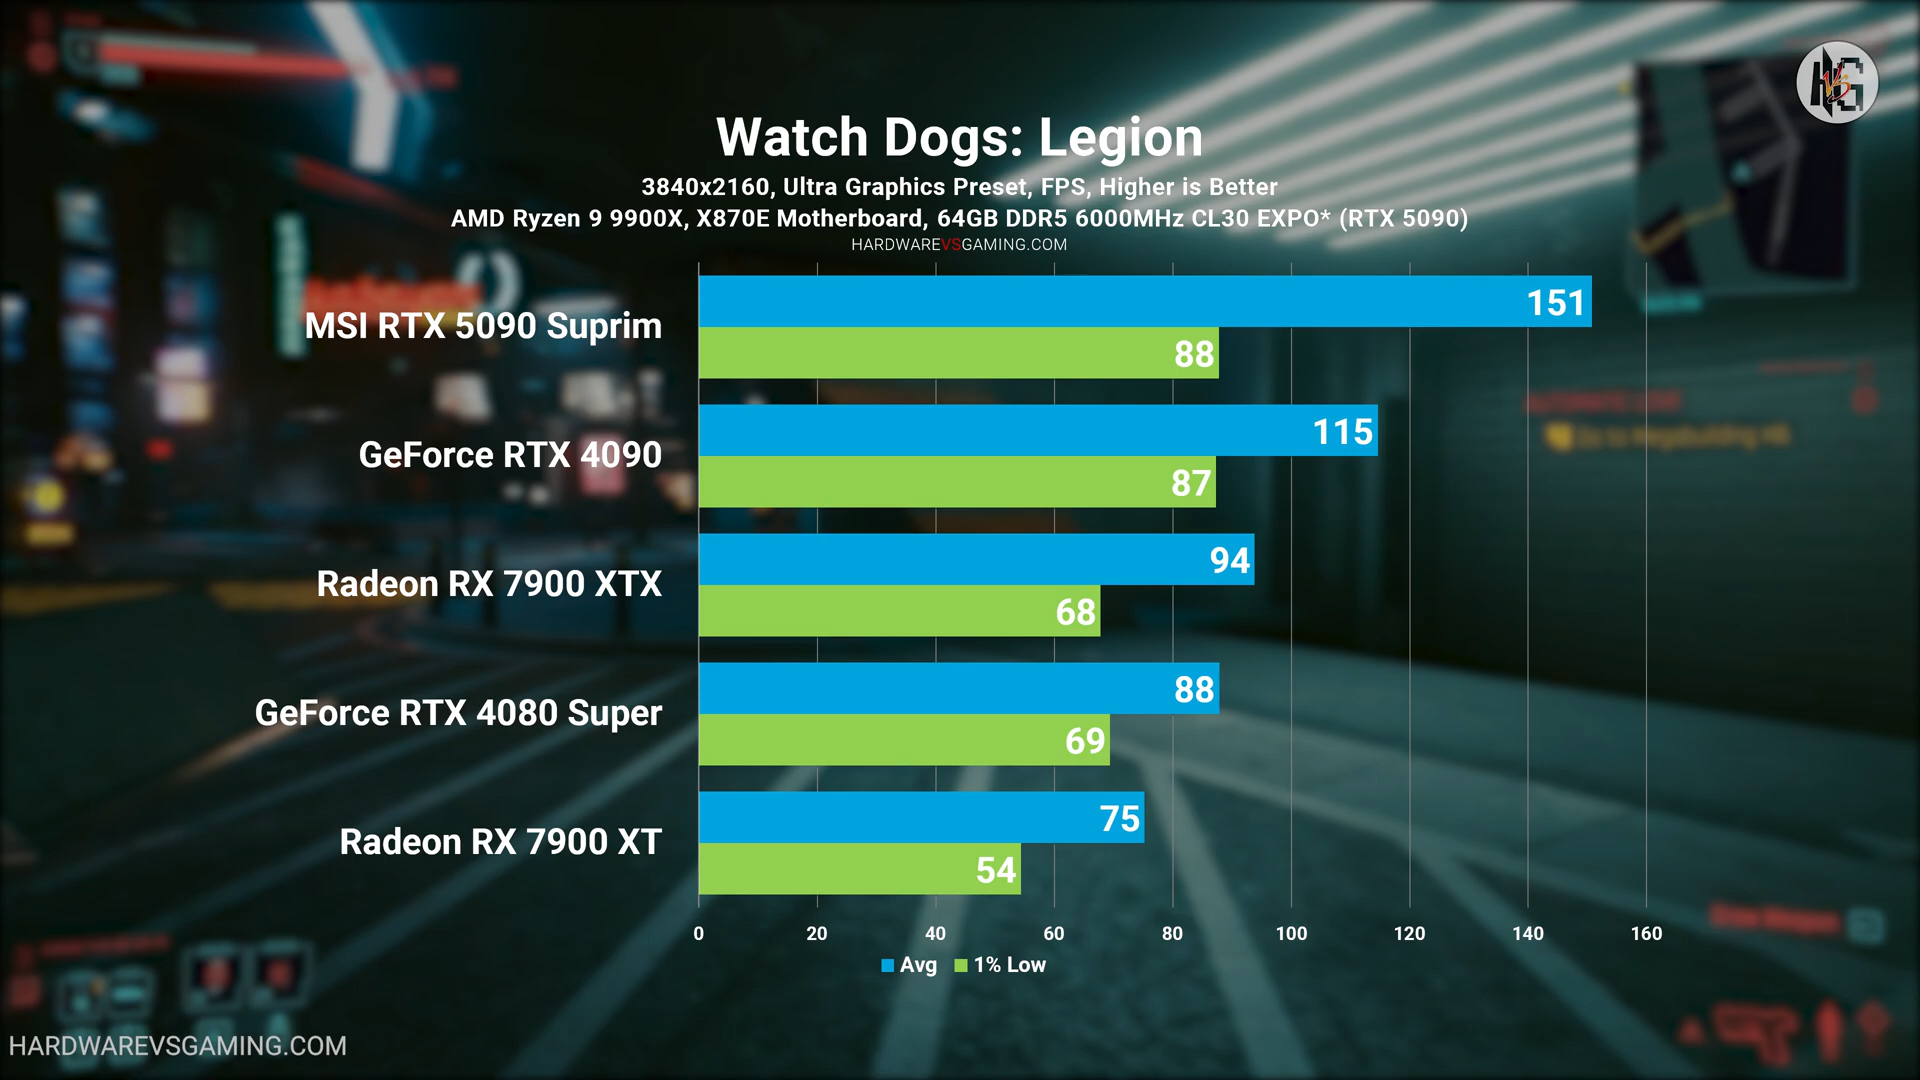 Watch Dogs: Legion
3840x2160, Ultra Graphics Preset, FPS, Higher is Better
AMD Ryzen 9 9900X, X870E Motherboard, 64GB DDR5 6000MHz CL30 EXPO* (RTX 5090)
HARDWAREVSGAMING.COM
MSI RTX 5090 Suprim
151
88
GeForce RTX 4090
115
87
Radeon RX 7900 XTX
94
68
GeForce RTX 4080 Super
88
69
Radeon RX 7900 XT
75
54
0 20 40 60 80 100 120 140 160
Avg 1% Low
HARDWAREVSGAMING.COM